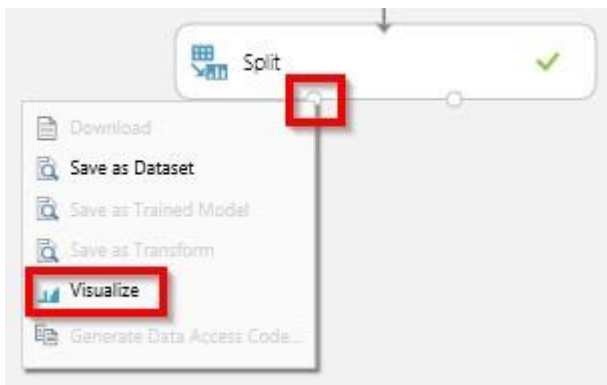 Split
Download
Save as Dataset
Save as Trained Model
Save as Transform
Visualize
Generate Data Access Code...